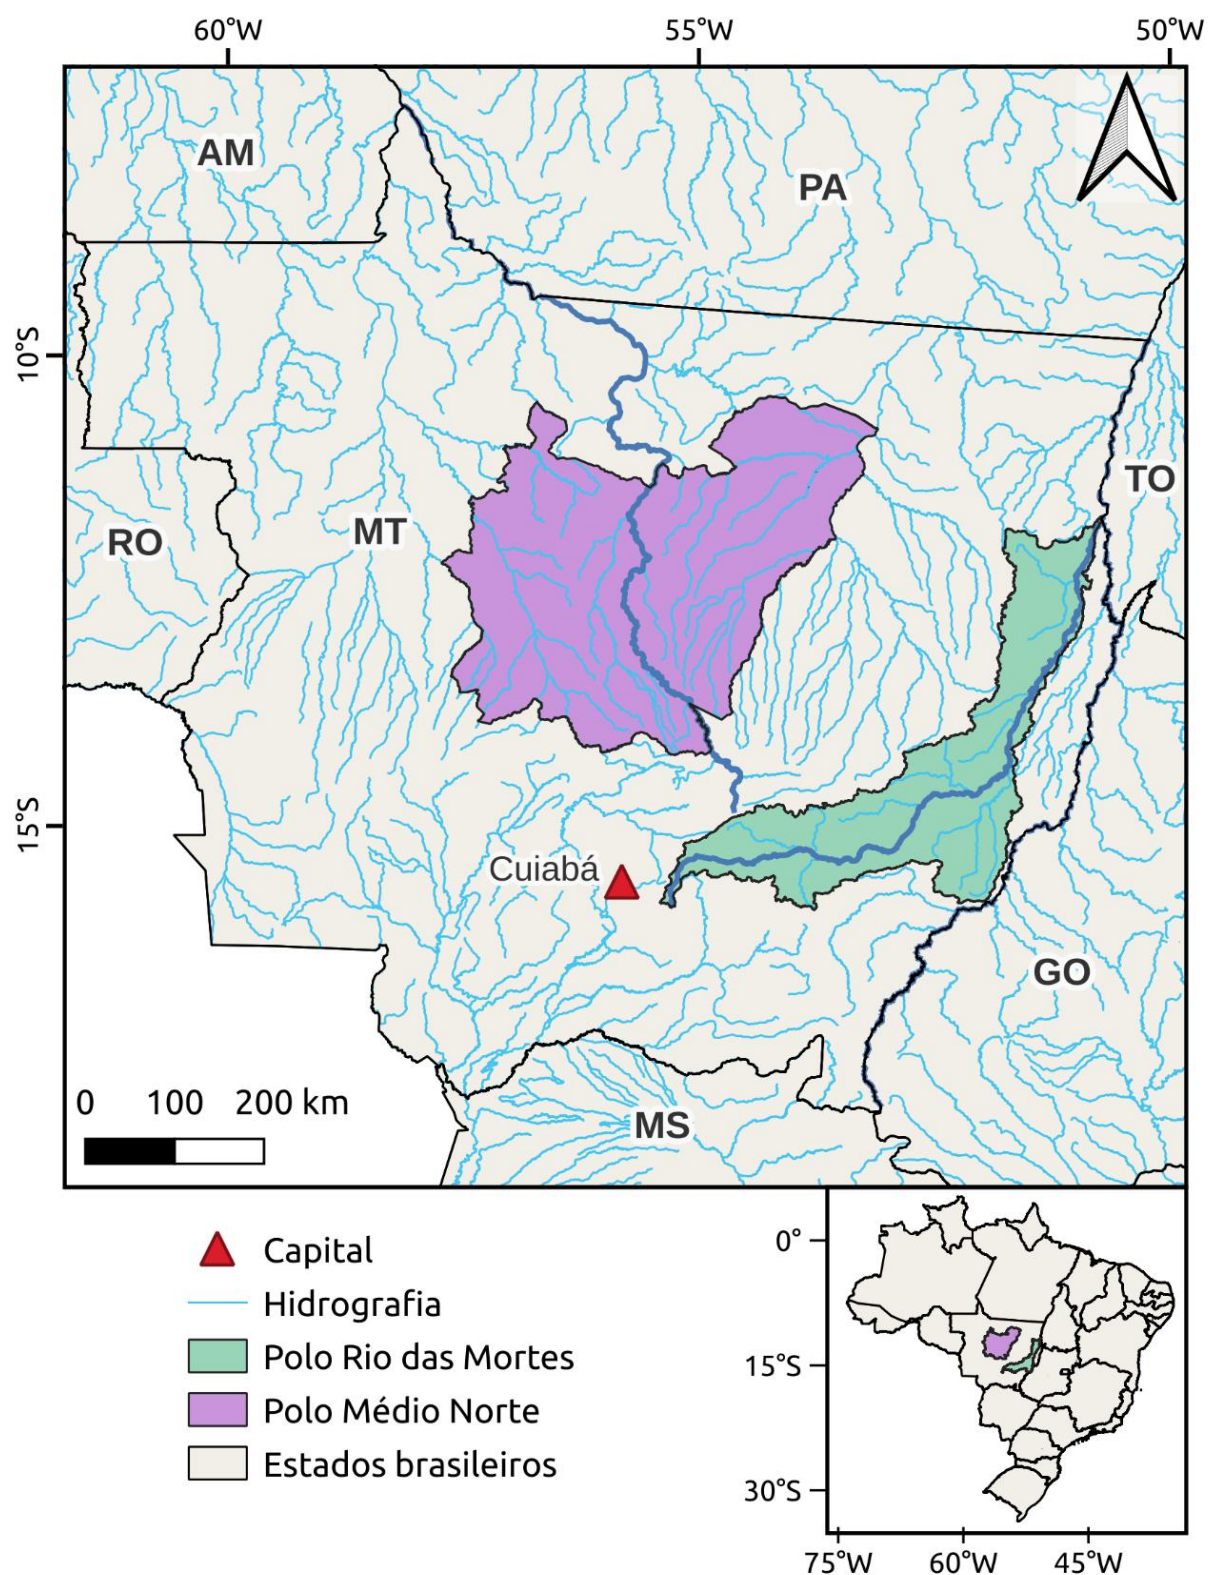 60°W 55°W 50°W
AM
PA
10°S
TO
RO
MT
15°S
Cuiabá
GO
0 100 200 km
MS
Capital
Hidrografia
Polo Rio das Mortes
Polo Médio Norte
Estados brasileiros
0°
15°S
30°S
75°W 60°W 45°W